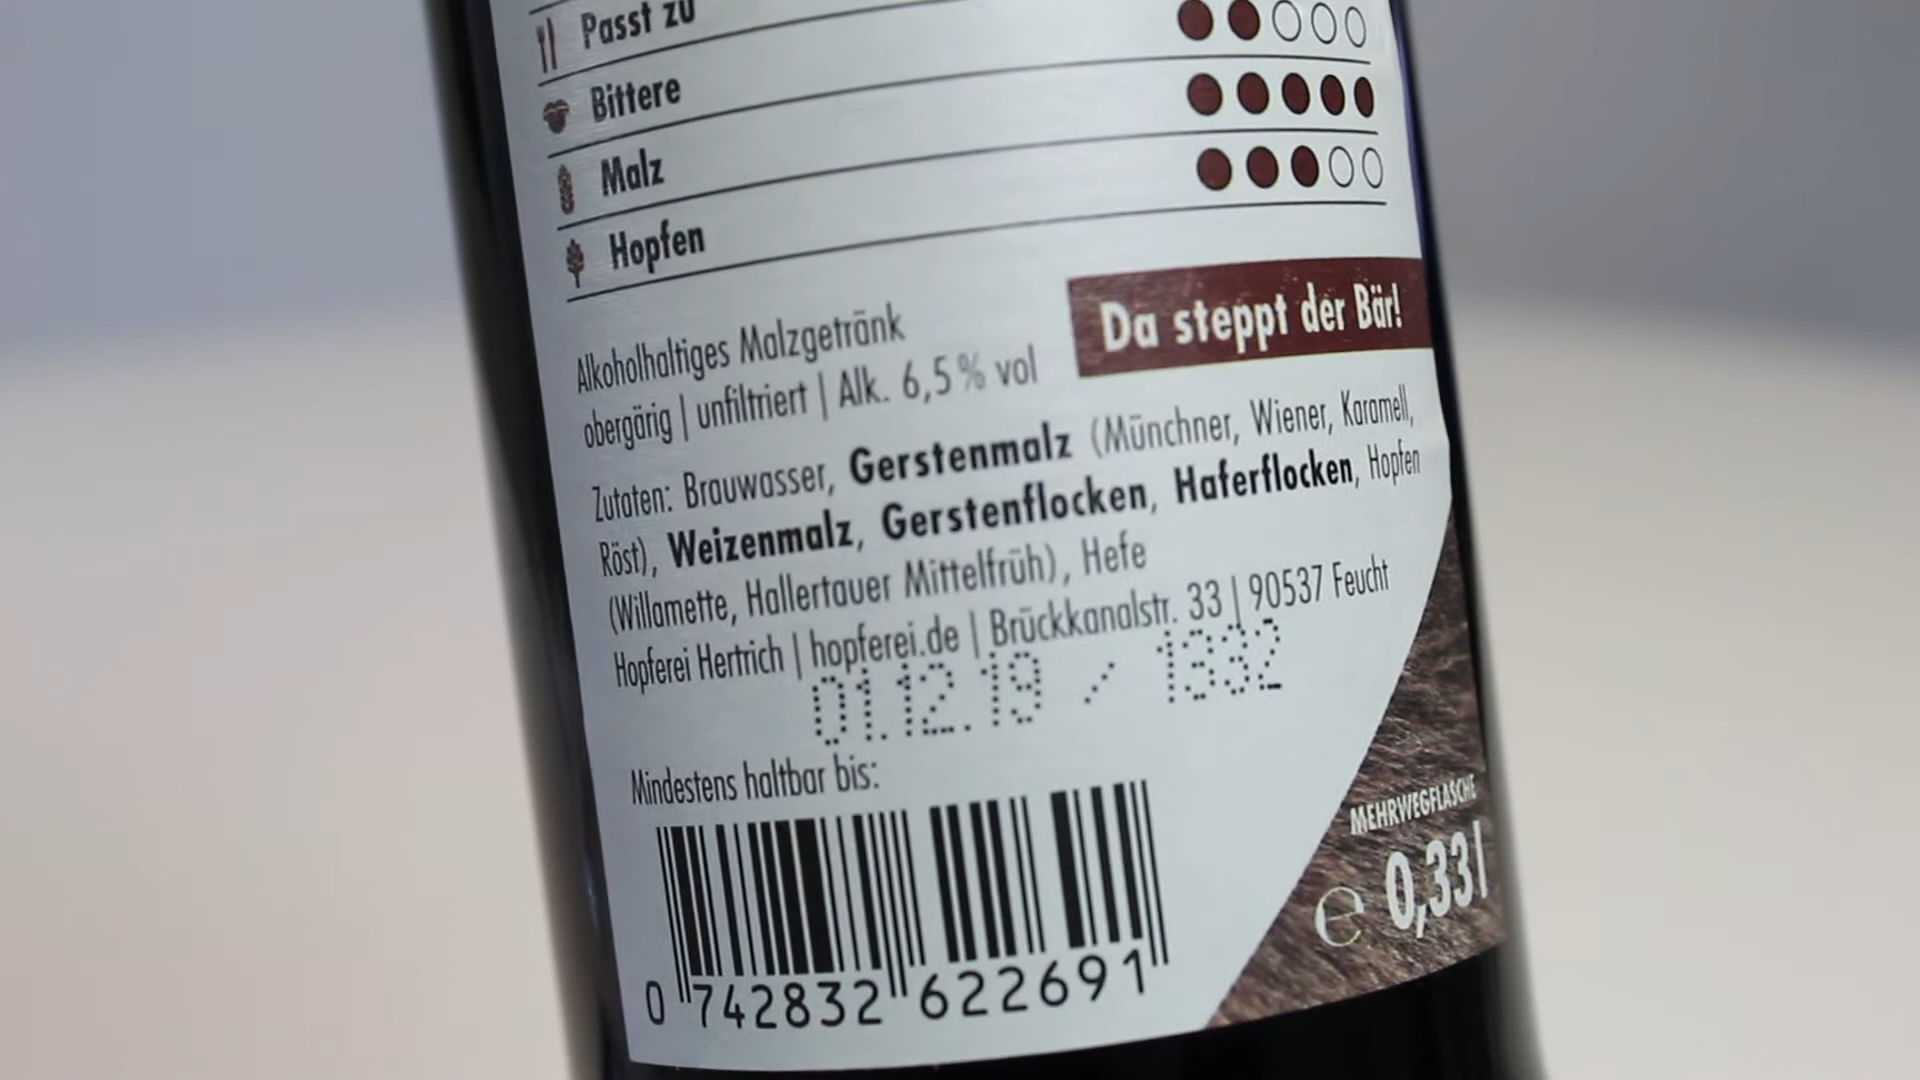 Passt zu
Bittere
Malz
Hopfen
Da steppt der Bär!
Alkoholhaltiges Malzgetränk
obergärig | unfiltriert | Alk. 6,5 % vol
Zutaten: Brauwasser, Gerstenmalz (Münchner, Wiener, Karamell,
Röst), Weizenmalz, Gerstenflocken, Haferflocken, Hopfen
(Willamette, Hallertauer Mittelfrüh), Hefe
Hopferei Hertrich | hopferei.de | Brückkanalstr. 33 | 90537 Feucht
01.12.19 / 1332
Mindestens haltbar bis:
0 742832 622691
MEHRWEGFLASCHE
e 0,33 l